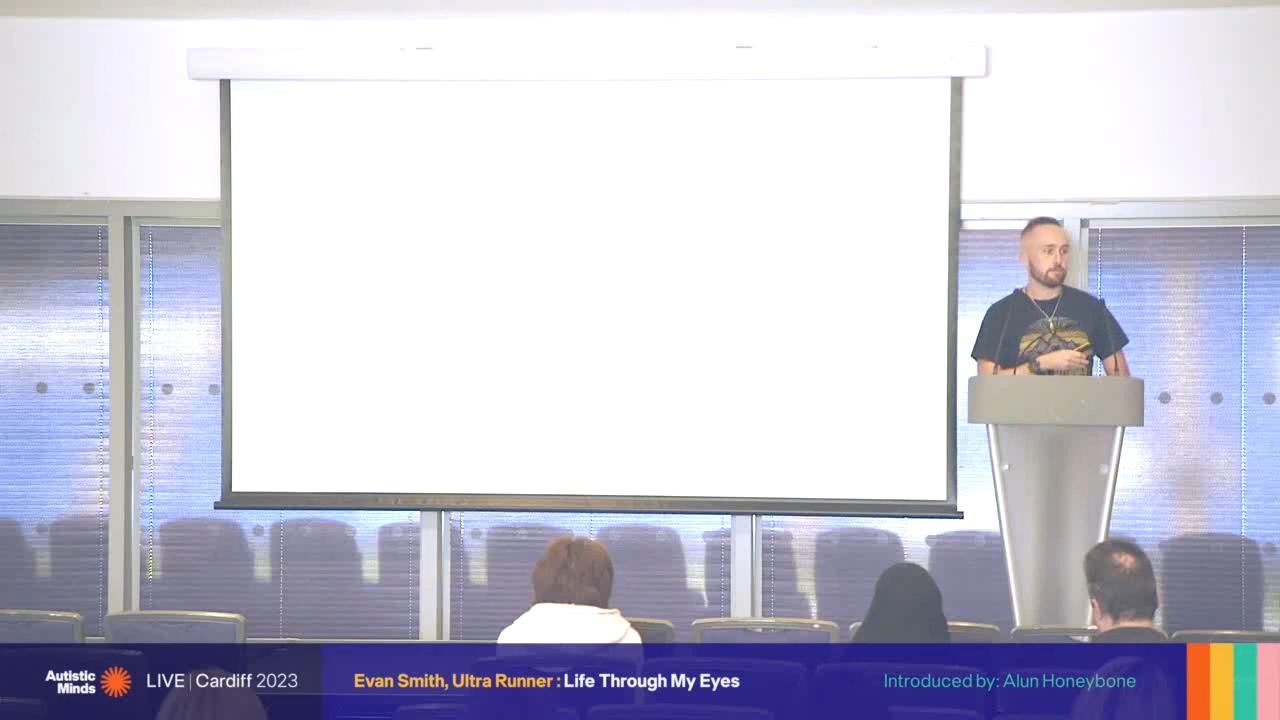 Autistic
Minds
LIVE | Cardiff 2023
Evan Smith, Ultra Runner : Life Through My Eyes
Introduced by: Alun Honeybone